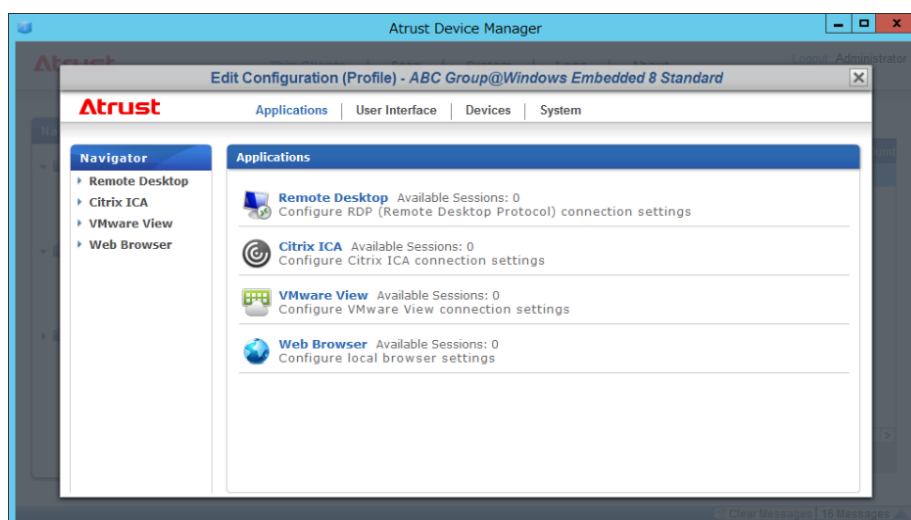 Atrust Device Manager
Logout: Administrator
Edit Configuration (Profile) - ABC Group@Windows Embedded 8 Standard
Atrust
Applications | User Interface | Devices | System
Navigator
Remote Desktop
Citrix ICA
VMware View
Web Browser
Applications
Remote Desktop Available Sessions: 0
Configure RDP (Remote Desktop Protocol) connection settings
Citrix ICA Available Sessions: 0
Configure Citrix ICA connection settings
VMware View Available Sessions: 0
Configure VMware View connection settings
Web Browser Available Sessions: 0
Configure local browser settings
Clear Messages | 16 Messages